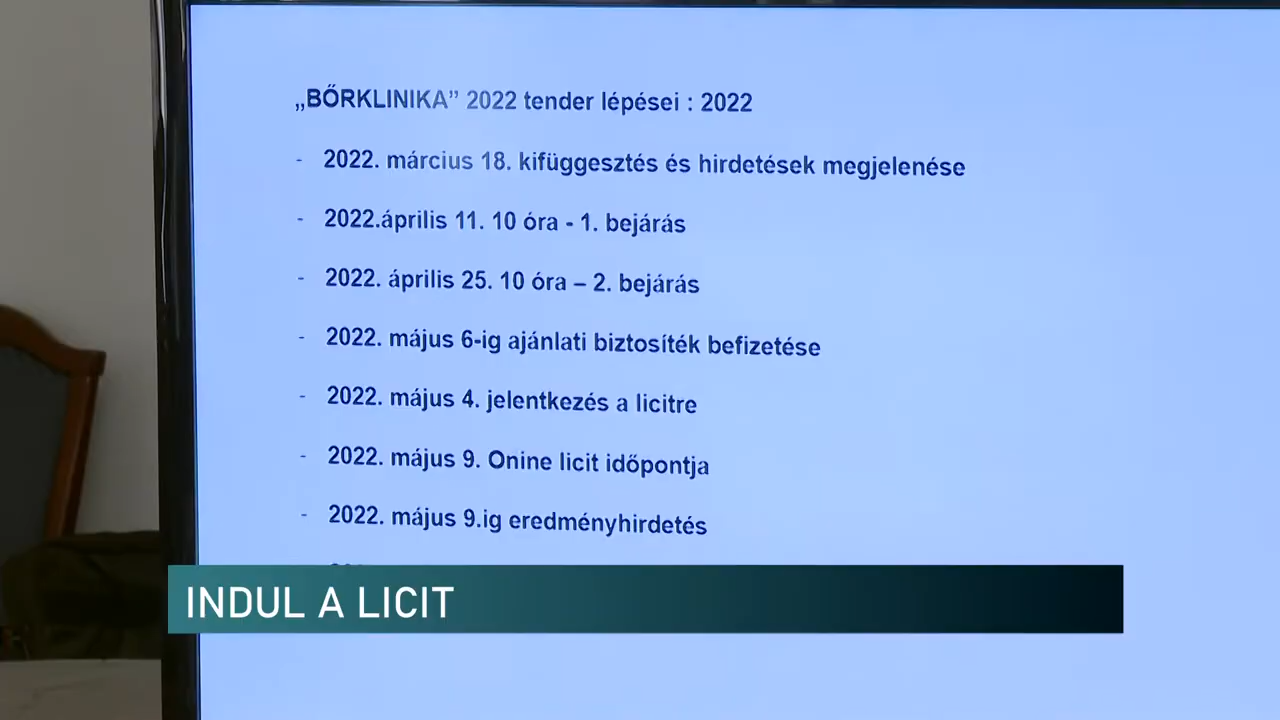 „BŐRKLINIKA” 2022 tender lépései : 2022
- 2022. március 18. kifüggesztés és hirdetések megjelenése
- 2022.április 11. 10 óra - 1. bejárás
- 2022. április 25. 10 óra – 2. bejárás
- 2022. május 6-ig ajánlati biztosíték befizetése
- 2022. május 4. jelentkezés a licitre
- 2022. május 9. Onine licit időpontja
- 2022. május 9.ig eredményhirdetés
INDUL A LICIT